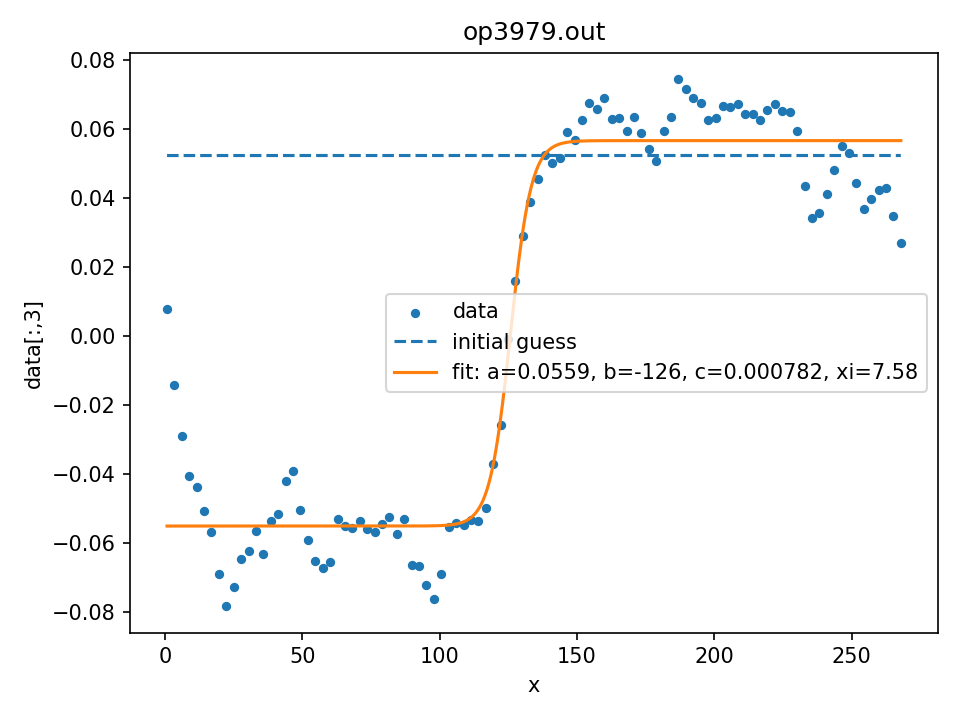 op3979.out
0.08
0.06
0.04
0.02
0.00
−0.02
−0.04
−0.06
−0.08
data[:,3]
data
initial guess
fit: a=0.0559, b=-126, c=0.000782, xi=7.58
0 50 100 150 200 250
x